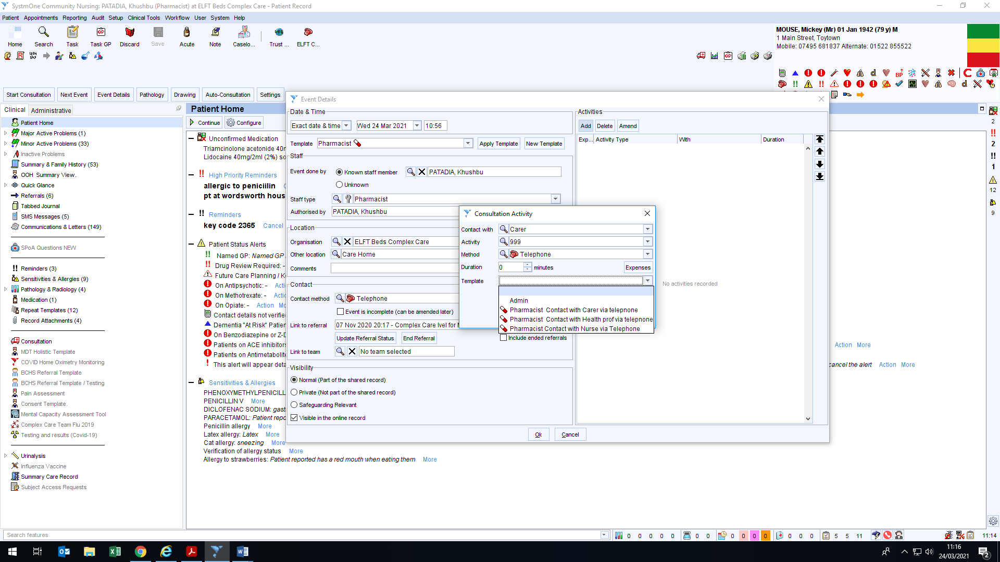 SystmOne Community Nursing: PATADIA, Khushbu (Pharmacist) at ELFT Beds Complex Care - Patient Record
Patient Appointments Reporting Audit Setup Clinical Tools Workflow User System Help
Home Search Task Task GP Discard Save Acute Note Caselo... Trust ... ELFT C...
MOUSE, Mickey (Mr) 01 Jan 1942 (79 y) M
1 Main Street, Toytown
Mobile: 07495 681837 Alternate: 01522 855522
Start Consultation Next Event Event Details Pathology Drawing Auto-Consultation Settings
Clinical Administrative
Patient Home
Major Active Problems (1)
Minor Active Problems (33)
Inactive Problems
Summary & Family History (53)
OOH Summary View.
Quick Glance
Referrals (6)
Tabbed Journal
SMS Messages (5)
Communications & Letters (149)
SPoA Questions NEW
Reminders (3)
Sensitivities & Allergies (9)
Pathology & Radiology (4)
Medication (1)
Repeat Templates (12)
Record Attachments (4)
Consultation
MDT Holistic Template
COVID Home Oximetry Monitoring
BCHS Referral Template
BCHS Referral Template / Testing
Pain Assessment
Consent Template.
Mental Capacity Assessment Tool
Complex Care Team Flu 2019
Testing and results (Covid-19)
Urinalysis
Influenza Vaccine
Summary Care Record
Subject Access Requests
Patient Home
Continue Configure
Unconfirmed Medication
Triamcinolone acetonide 40m
Lidocaine 40mg/2ml (2%) so
High Priority Reminders
allergic to peniciilin
pt at wordsworth hous
Reminders
key code 2365 Cancel
Patient Status Alerts
Named GP: Named GP
Drug Review Required: -
Future Care Planning / K
On Antipsychotic: - Acti
On Methotrexate: - Actio
On Opiate: - Action M
Contact details not verifie
Dementia "At Risk" Patien
On Benzodiazepine or Z-D
Patients on ACE inhibitors
Patients on Antimetabolite
This alert will appear deta
Action More
cancel the alert Action More
Sensitivities & Allergies
PHENOXYMETHYLPENICILL
PENICILLIN V More
DICLOFENAC SODIUM: gast
PARACETAMOL: Patient repo
Penicillin allergy More
Latex allergy: Latex More
Cat allergy: sneezing More
Verification of allergy status More
Allergy to strawberries: Patient reported has a red mouth when eating them More
Event Details
Date & Time
Exact date & time Wed 24 Mar 2021 10:56
Template Pharmacist Apply Template New Template
Staff
Event done by Known staff member PATADIA, Khushbu
Unknown
Staff type Pharmacist
Authorised by PATADIA, Khushbu
Location
Organisation ELFT Beds Complex Care
Other location Care Home
Comments
Contact
Contact method Telephone
Event is incomplete (can be amended later)
Link to referral 07 Nov 2020 20:17 - Complex Care lvel for
Update Referral Status End Referral Include ended referrals
Link to team No team selected
Visibility
Normal (Part of the shared record)
Private (Not part of the shared record)
Safeguarding Relevant
Visible in the online record
Ok Cancel
Activities
Add Delete Amend
Exp... Activity Type With Duration
No activities recorded
Consultation Activity
Contact with Carer
Activity 999
Method Telephone
Duration 0 minutes Expenses
Template
Admin
Pharmacist Contact with Carer via telepnone
Pharmacist Contact with Health prof via telepnone
Pharmacist Contact with Nurse via Telephone
2
2
1
12
9
Search features
0 0 0 0 0 0 0 0 0 0 0 0 0 0 5 5 11 11:14
11:16
24/03/2021
2